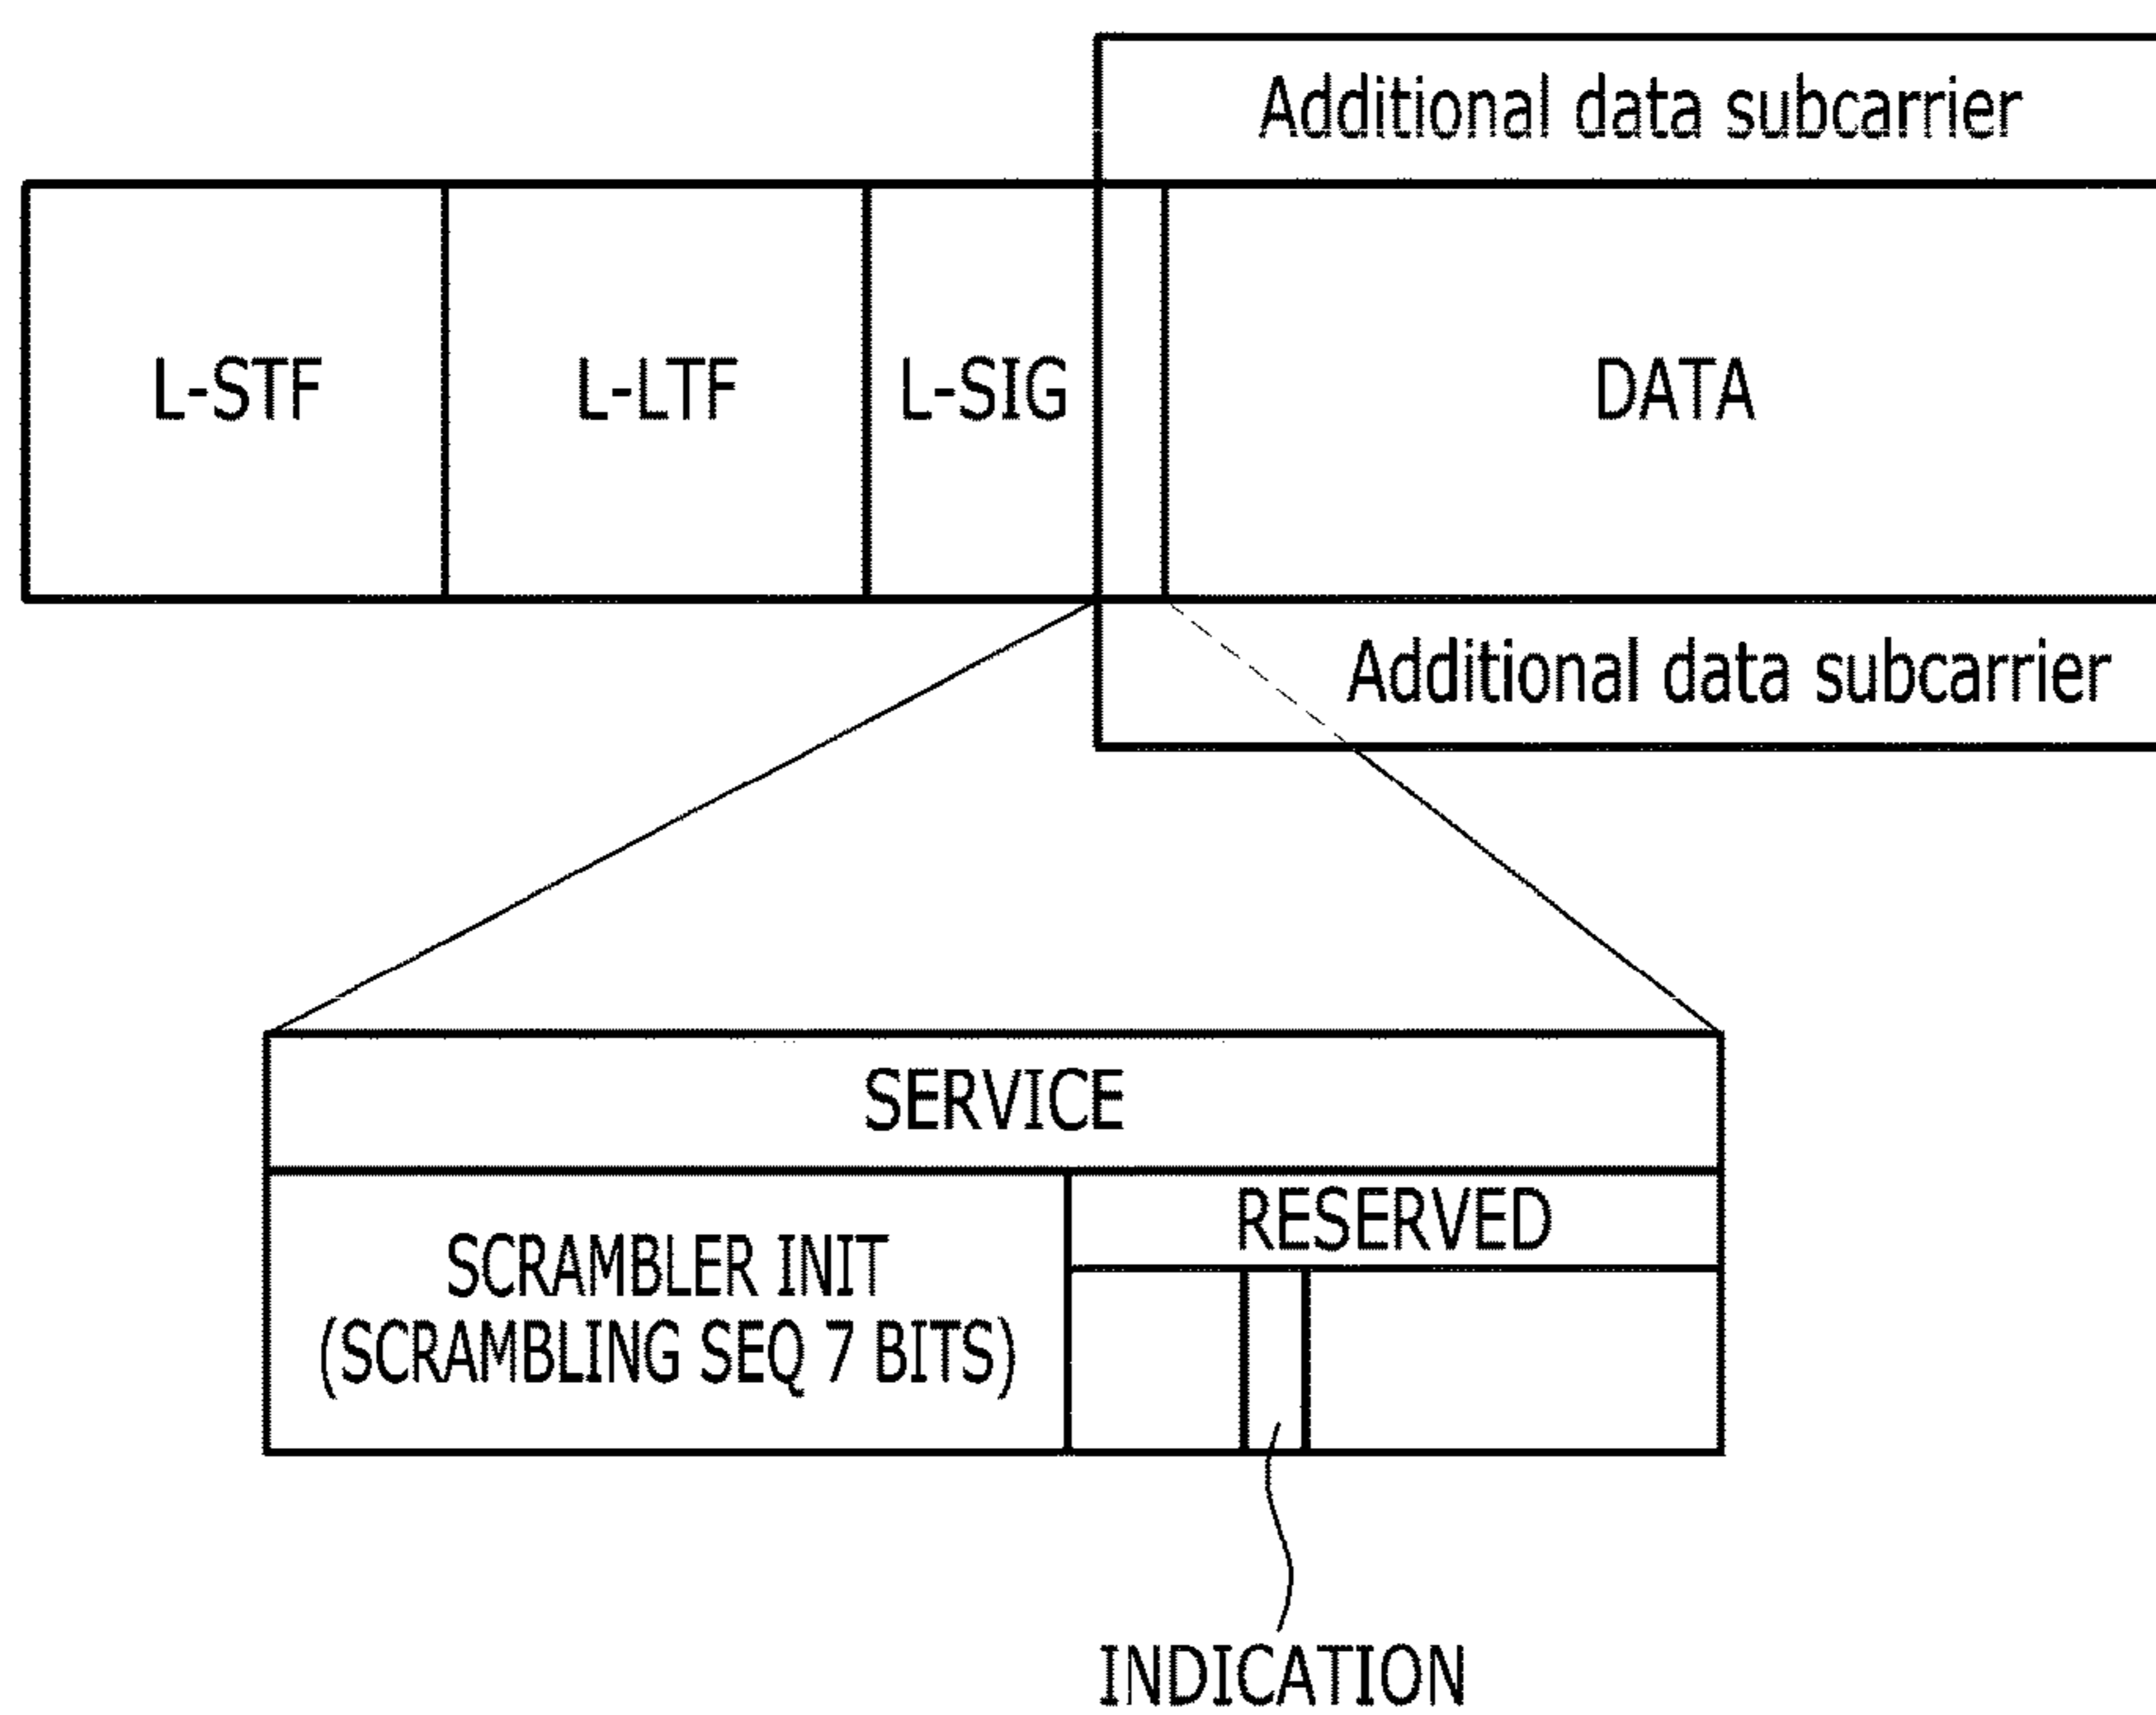 Additional data subcarrier
L-STF
L-LTF
L-SIG
DATA
Additional data subcarrier
SERVICE
SCRAMBLER INIT
(SCRAMBLING SEQ 7 BITS)
RESERVED
INDICATION